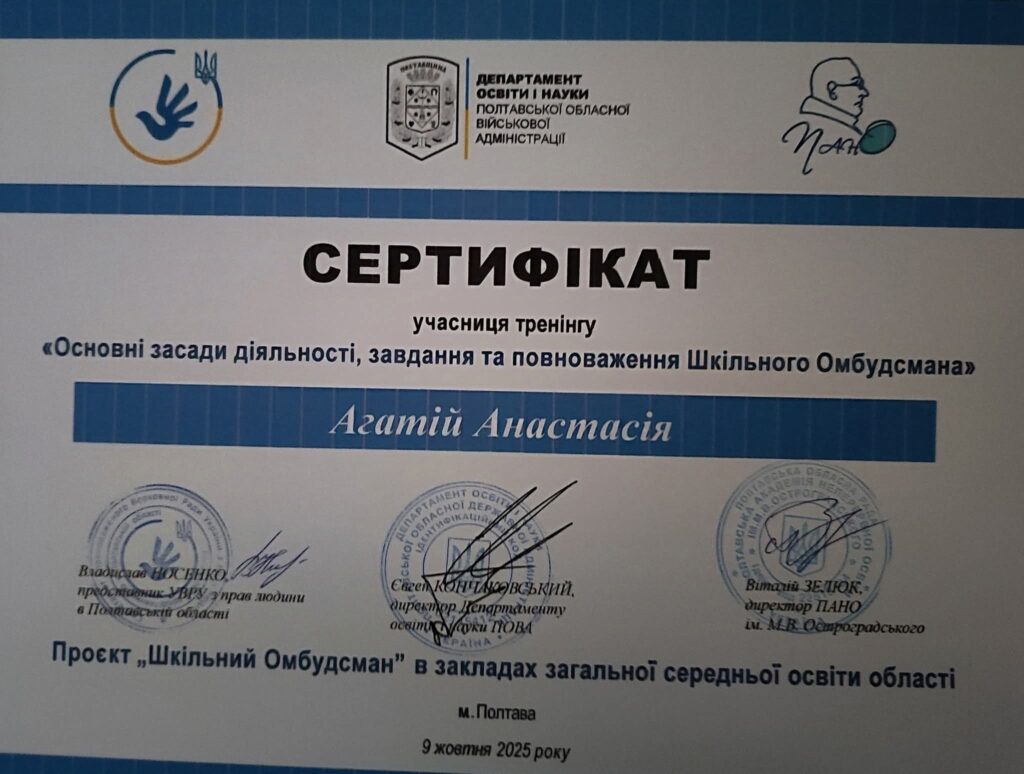 ПОЛТАВЩИНА
ДЕПАРТАМЕНТ
ОСВІТИ І НАУКИ
ПОЛТАВСЬКОЇ ОБЛАСНОЇ
ВІЙСЬКОВОЇ
АДМІНІСТРАЦІЇ
ПАН
СЕРТИФІКАТ
учасниця тренінгу
«Основні засади діяльності, завдання та повноваження Шкільного Омбудсмана»
Агатій Анастасія
Владислав НОСЕНКО,
представник УВРУ з прав людини
в Полтавській області
Євген КОНЧАКОВСЬКИЙ,
директор Департаменту
освіти і науки ПОВА
Віталій ЗЕЛЮК,
директор ПАНО
ім. М.В. Остроградського
Проєкт „Шкільний Омбудсман” в закладах загальної середньої освіти області
м.Полтава
9 жовтня 2025 року